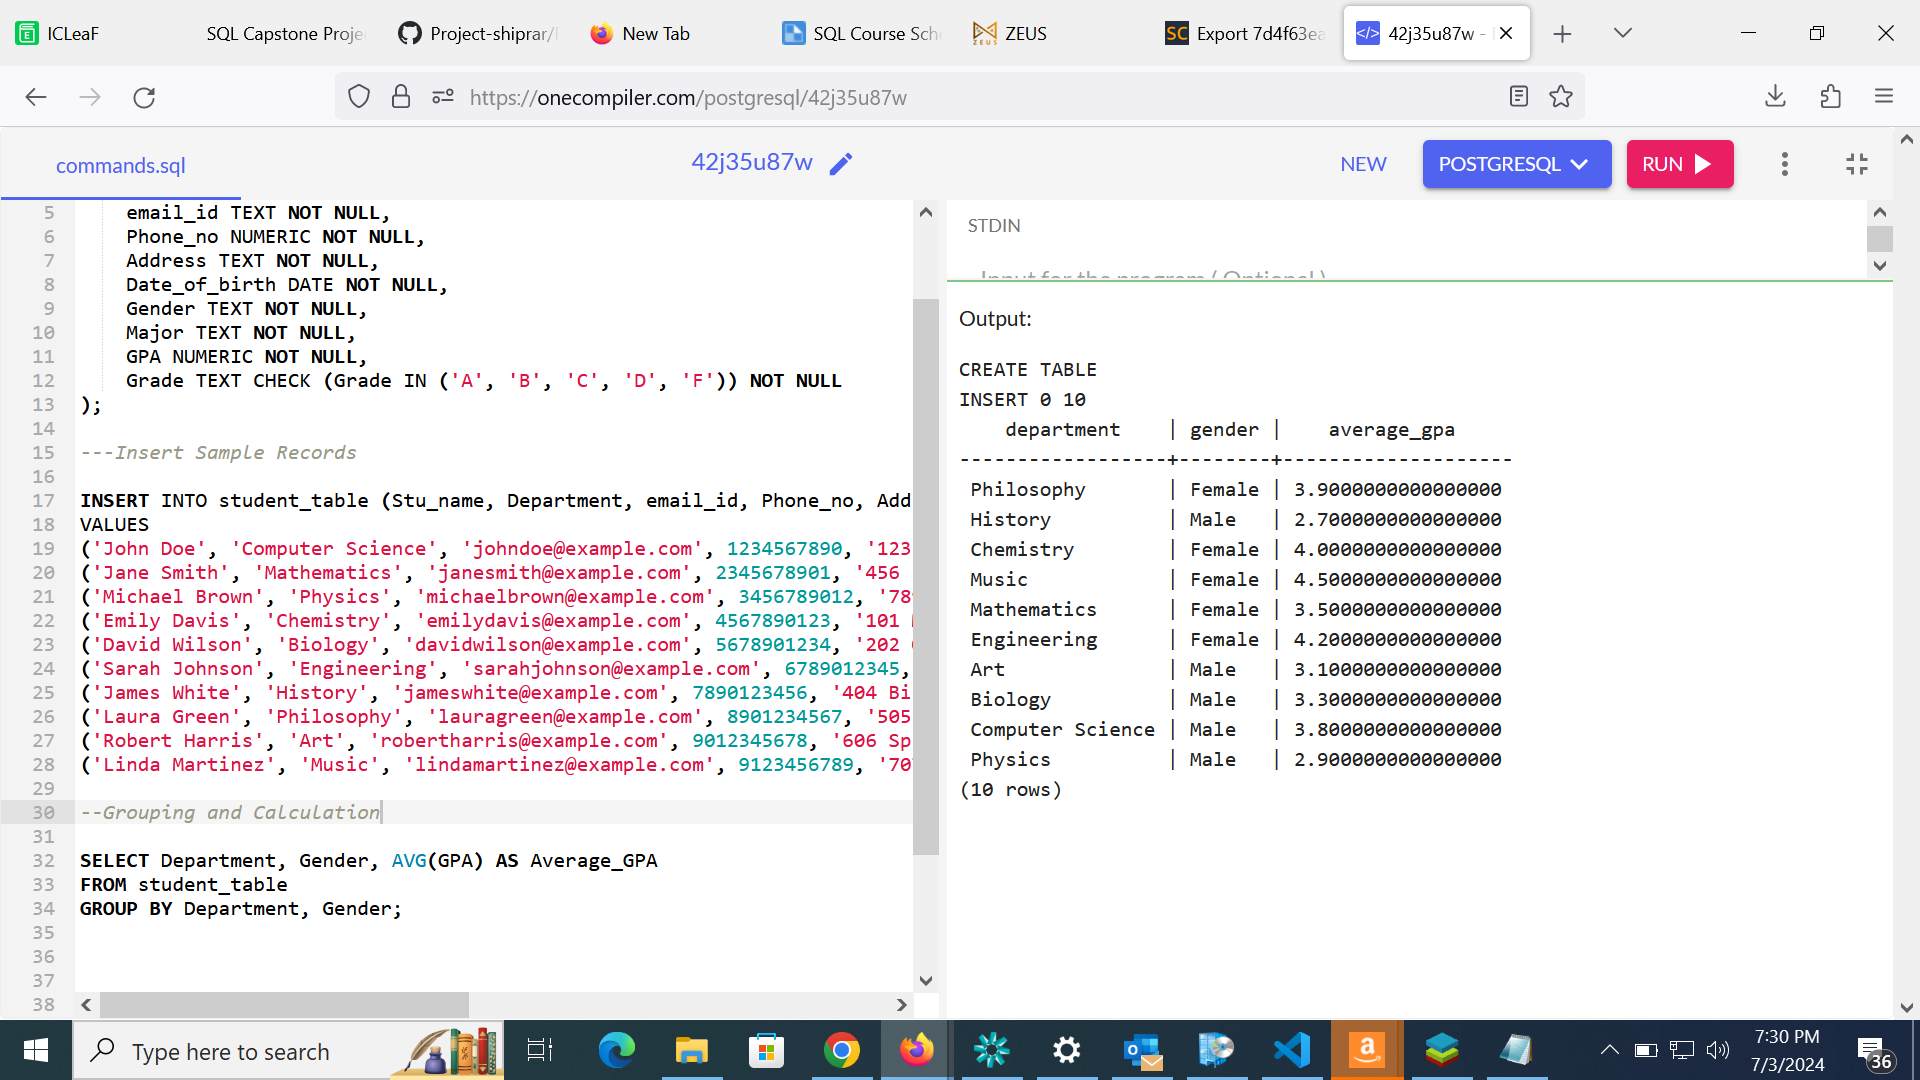 ICLeaF
SQL Capstone Proje
Project-shiprar/
New Tab
SQL Course Sch
ZEUS
SC Export 7d4f63ea
42j35u87w -
https://onecompiler.com/postgresql/42j35u87w
commands.sql
42j35u87w
NEW
POSTGRESQL
RUN
5 email_id TEXT NOT NULL,
6 Phone_no NUMERIC NOT NULL,
7 Address TEXT NOT NULL,
8 Date_of_birth DATE NOT NULL,
9 Gender TEXT NOT NULL,
10 Major TEXT NOT NULL,
11 GPA NUMERIC NOT NULL,
12 Grade TEXT CHECK (Grade IN ('A', 'B', 'C', 'D', 'F')) NOT NULL
13 );
14
15 ---Insert Sample Records
16
17 INSERT INTO student_table (Stu_name, Department, email_id, Phone_no, Add
18 VALUES
19 ('John Doe', 'Computer Science', 'johndoe@example.com', 1234567890, '123
20 ('Jane Smith', 'Mathematics', 'janesmith@example.com', 2345678901, '456
21 ('Michael Brown', 'Physics', 'michaelbrown@example.com', 3456789012, '789
22 ('Emily Davis', 'Chemistry', 'emilydavis@example.com', 4567890123, '101
23 ('David Wilson', 'Biology', 'davidwilson@example.com', 5678901234, '202
24 ('Sarah Johnson', 'Engineering', 'sarahjohnson@example.com', 6789012345,
25 ('James White', 'History', 'jameswhite@example.com', 7890123456, '404 Bi
26 ('Laura Green', 'Philosophy', 'lauragreen@example.com', 8901234567, '505
27 ('Robert Harris', 'Art', 'robertharris@example.com', 9012345678, '606 Sp
28 ('Linda Martinez', 'Music', 'lindamartinez@example.com', 9123456789, '707
29
30 --Grouping and Calculation
31
32 SELECT Department, Gender, AVG(GPA) AS Average_GPA
33 FROM student_table
34 GROUP BY Department, Gender;
35
36
37
38
STDIN
Input for the program ( Optional )
Output:
CREATE TABLE
INSERT 0 10
department | gender | average_gpa
------------------+--------+--------------------
Philosophy | Female | 3.9000000000000000
History | Male | 2.7000000000000000
Chemistry | Female | 4.0000000000000000
Music | Female | 4.5000000000000000
Mathematics | Female | 3.5000000000000000
Engineering | Female | 4.2000000000000000
Art | Male | 3.1000000000000000
Biology | Male | 3.3000000000000000
Computer Science | Male | 3.8000000000000000
Physics | Male | 2.9000000000000000
(10 rows)
Type here to search
7:30 PM
7/3/2024
36